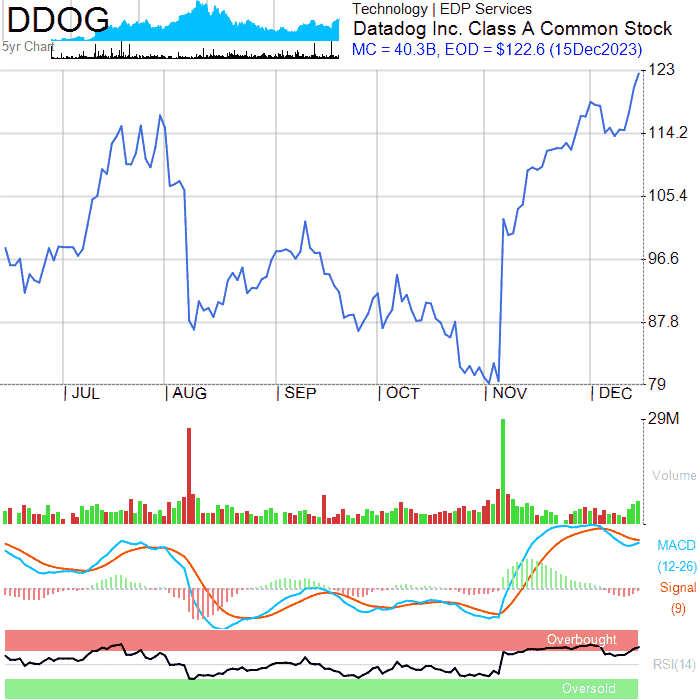 DDOG
5yr Chart
Technology | EDP Services
Datadog Inc. Class A Common Stock
MC = 40.3B, EOD = $122.6 (15Dec2023)
123
114.2
105.4
96.6
87.8
79
| JUL | AUG | SEP | OCT | NOV | DEC
29M
Volume
MACD
(12-26)
Signal
(9)
Overbought
RSI(14)
Oversold